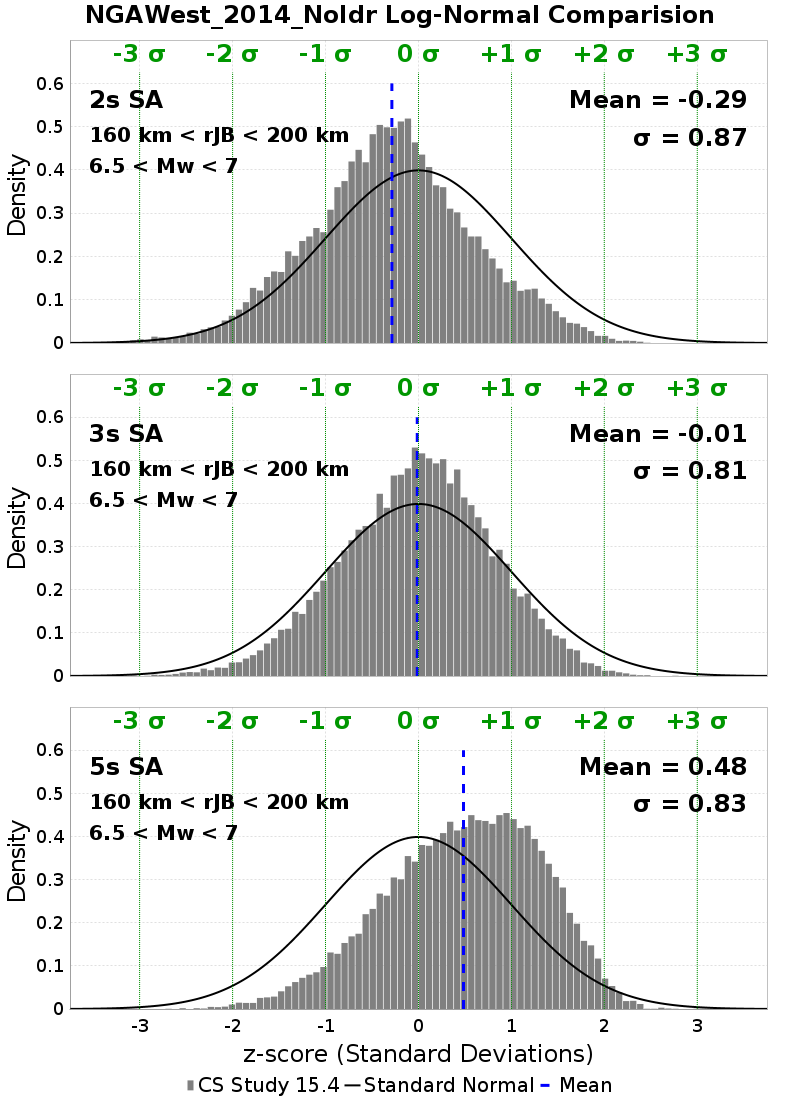 NGAWest_2014_NoIdr Log-Normal Comparision
-3 σ -2 σ -1 σ 0 σ +1 σ +2 σ +3 σ
2s SA
Mean = -0.29
160 km < rJB < 200 km
σ = 0.87
6.5 < Mw < 7
0.6
0.5
0.4
0.3
0.2
0.1
0
Density
-3 σ -2 σ -1 σ 0 σ +1 σ +2 σ +3 σ
3s SA
Mean = -0.01
160 km < rJB < 200 km
σ = 0.81
6.5 < Mw < 7
0.6
0.5
0.4
0.3
0.2
0.1
0
Density
-3 σ -2 σ -1 σ 0 σ +1 σ +2 σ +3 σ
5s SA
Mean = 0.48
160 km < rJB < 200 km
σ = 0.83
6.5 < Mw < 7
0.6
0.5
0.4
0.3
0.2
0.1
0
Density
-3 -2 -1 0 1 2 3
z-score (Standard Deviations)
CS Study 15.4 Standard Normal Mean